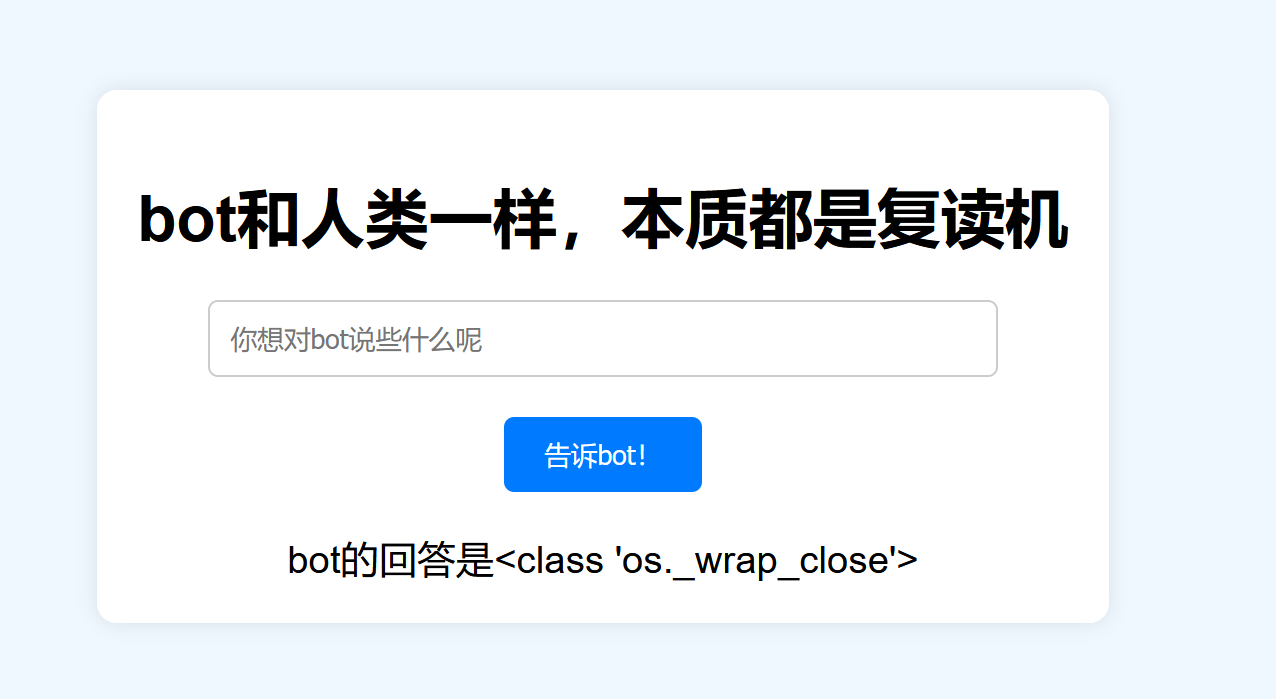 bot和人类一样，本质都是复读机
你想对bot说些什么呢
告诉bot！
bot的回答是<class 'os._wrap_close'>